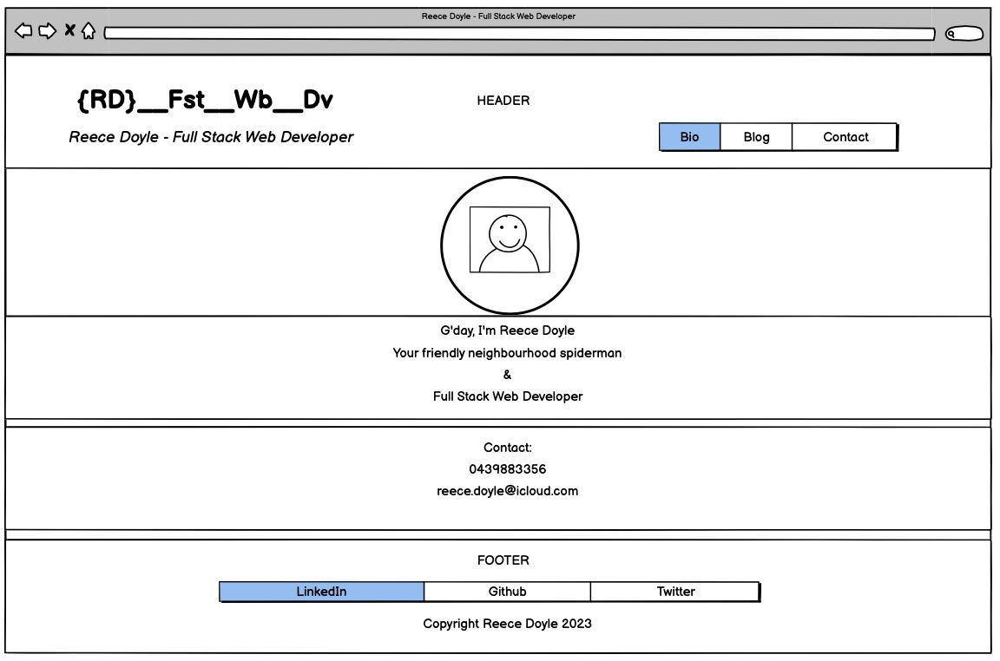 Reece Doyle - Full Stack Web Developer
{RD}__Fst__Wb__Dv
HEADER
Reece Doyle - Full Stack Web Developer
Bio Blog Contact
G'day, I'm Reece Doyle
Your friendly neighbourhood spiderman
&
Full Stack Web Developer
Contact:
0439883356
reece.doyle@icloud.com
FOOTER
LinkedIn Github Twitter
Copyright Reece Doyle 2023